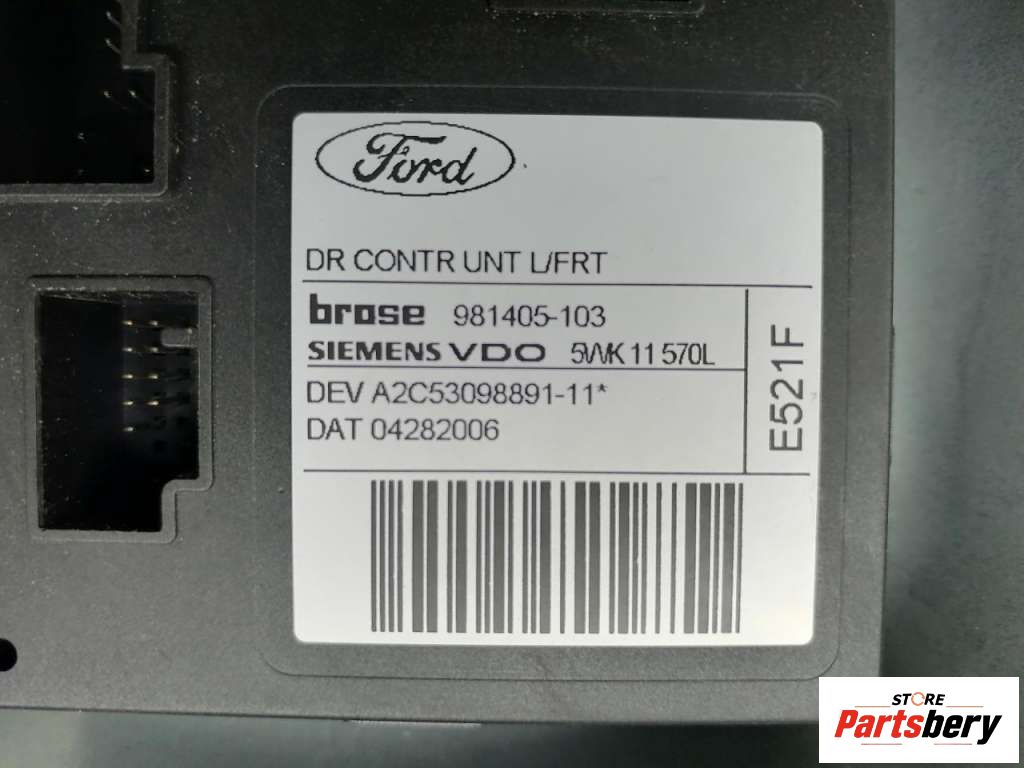 Ford
DR CONTR UNT L/FRT
brose 981405-103
SIEMENS VDO 5WK 11 570L
DEV A2C53098891-11*
DAT 04282006
E521F
STORE
Partsbery